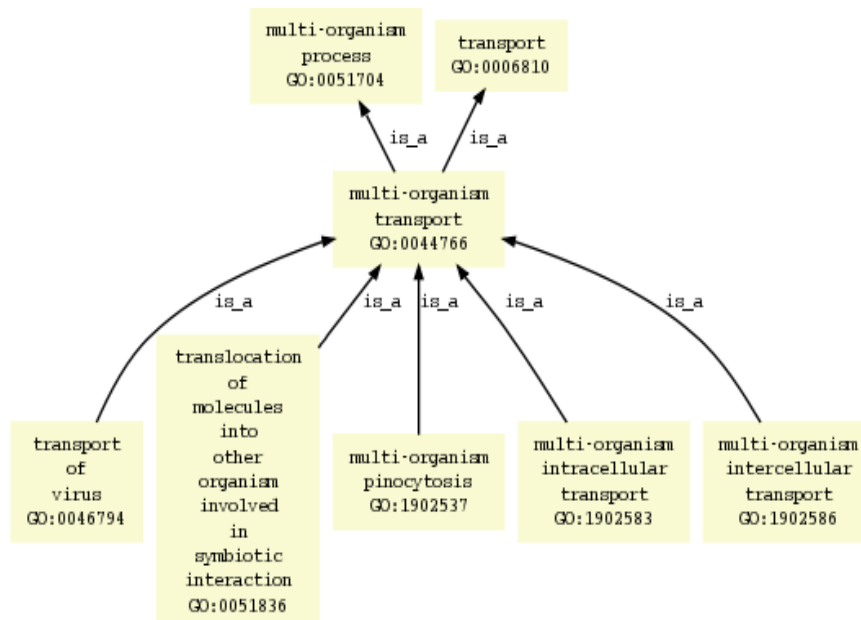 multi-organism
process
GO:0051704
transport
GO:0006810
is_a
is_a
multi-organism
transport
GO:0044766
is_a
is_a
is_a
is_a
is_a
transport
of
virus
GO:0046794
translocation
of
molecules
into
other
organism
involved
in
symbiotic
interaction
GO:0051836
multi-organism
pinocytosis
GO:1902537
multi-organism
intracellular
transport
GO:1902583
multi-organism
intercellular
transport
GO:1902586